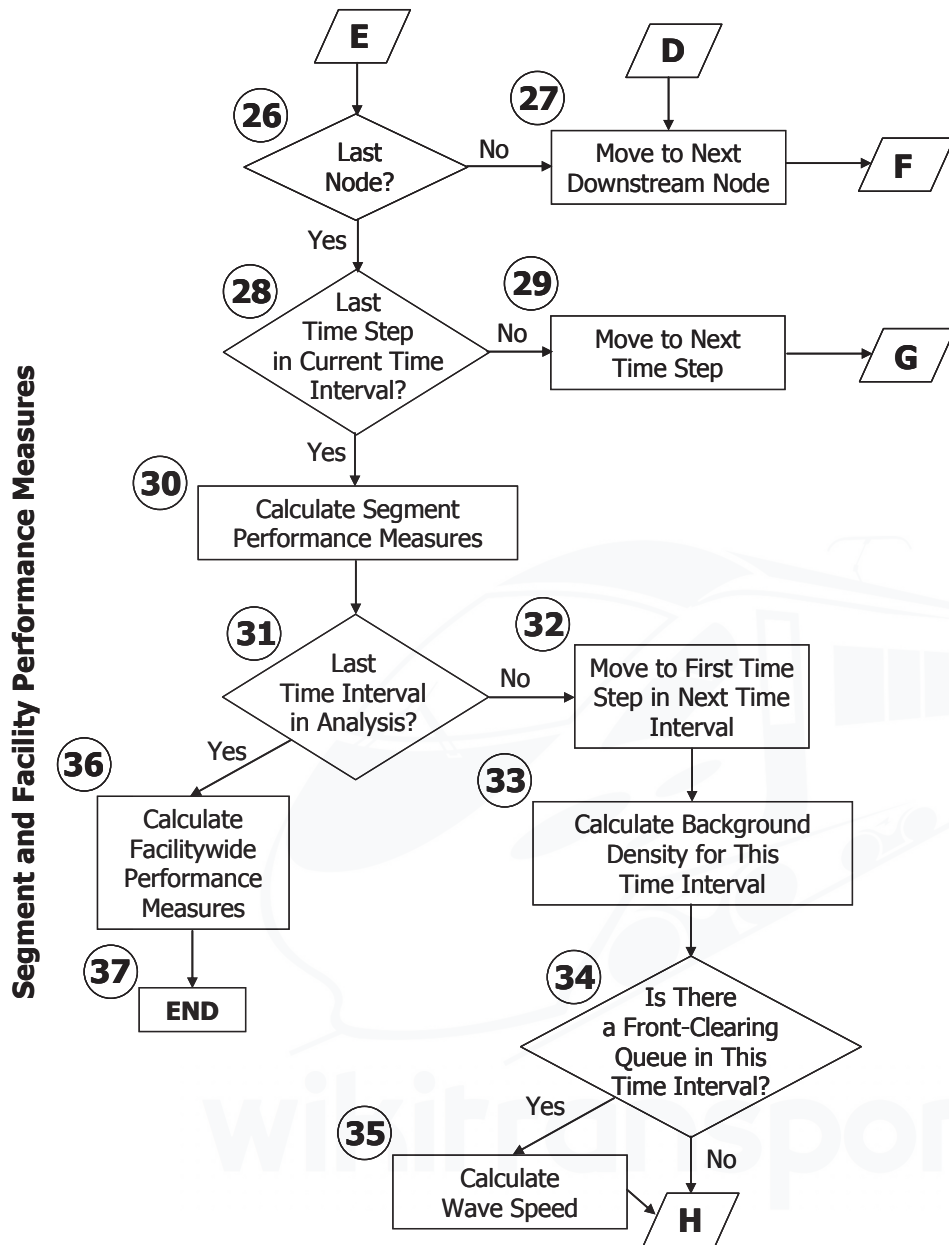 E
D
26
27
Last
Node?
No
Move to Next
Downstream Node
F
Yes
28
29
Last
Time Step
in Current Time
Interval?
No
Move to Next
Time Step
G
Yes
30
Calculate Segment
Performance Measures
Segment and Facility Performance Measures
31
32
Last
Time Interval
in Analysis?
No
Move to First Time
Step in Next Time
Interval
Yes
36
33
Calculate
Facilitywide
Performance
Measures
Calculate Background
Density for This
Time Interval
37
END
34
Is There
a Front-Clearing
Queue in This
Time Interval?
Yes
35
Calculate
Wave Speed
No
H
wikitranspor